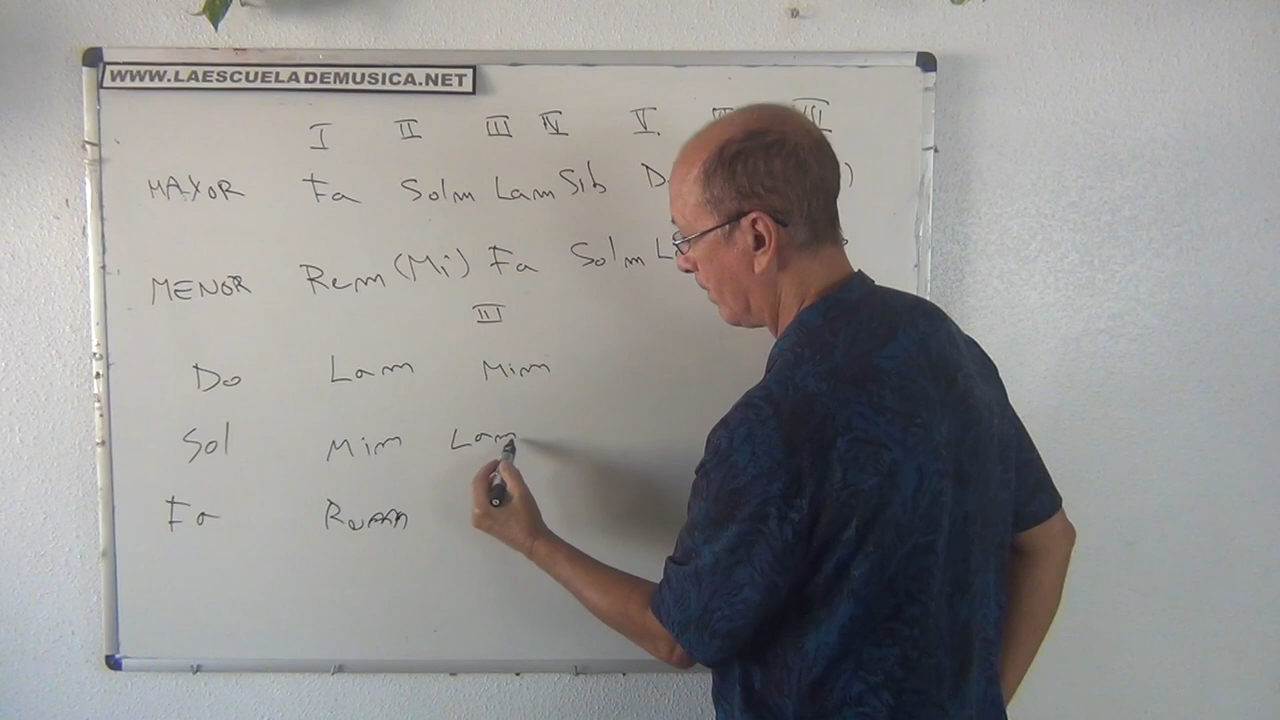 WWW.LAESCUELADEMUSICA.NET
I II III IV V
MAYOR Fa Solm Lam Sib )
MENOR Rem (Mi) Fa Solm
III
Do Lam Mim
Sol Mim Lam
Fa Rem